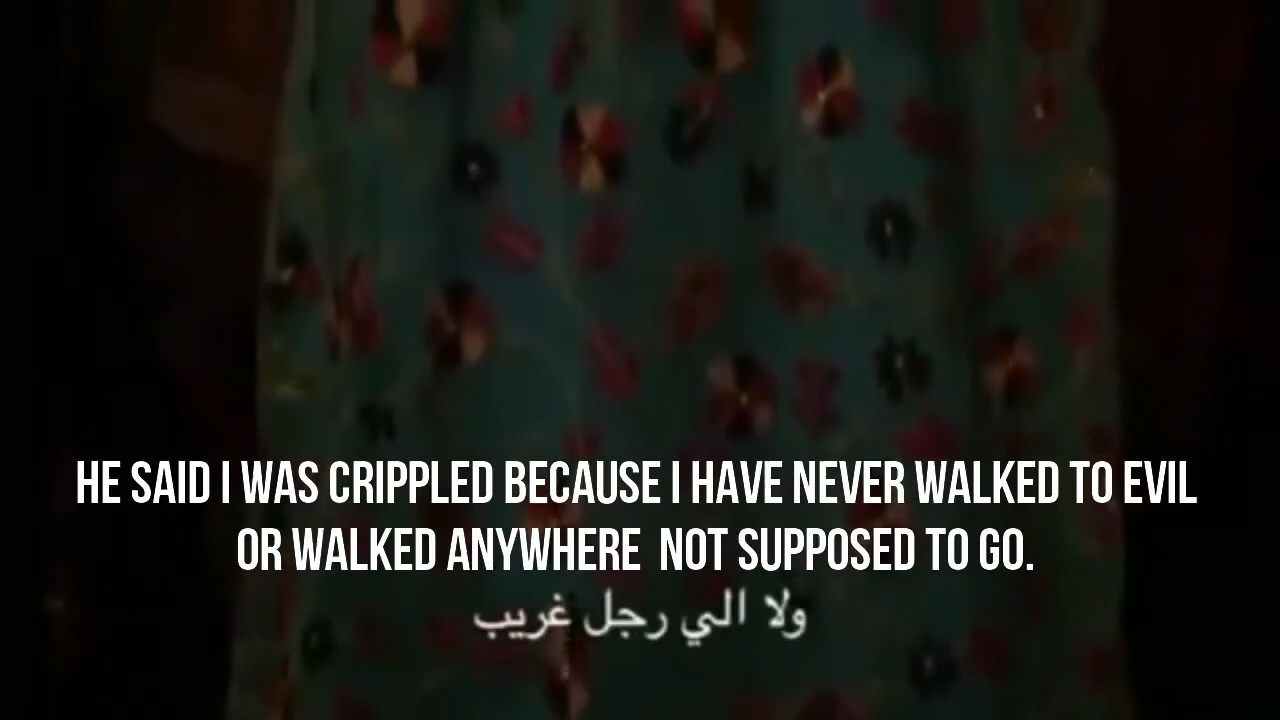 HE SAID I WAS CRIPPLED BECAUSE I HAVE NEVER WALKED TO EVIL
OR WALKED ANYWHERE  NOT SUPPOSED TO GO.
ولا الي رجل غريب